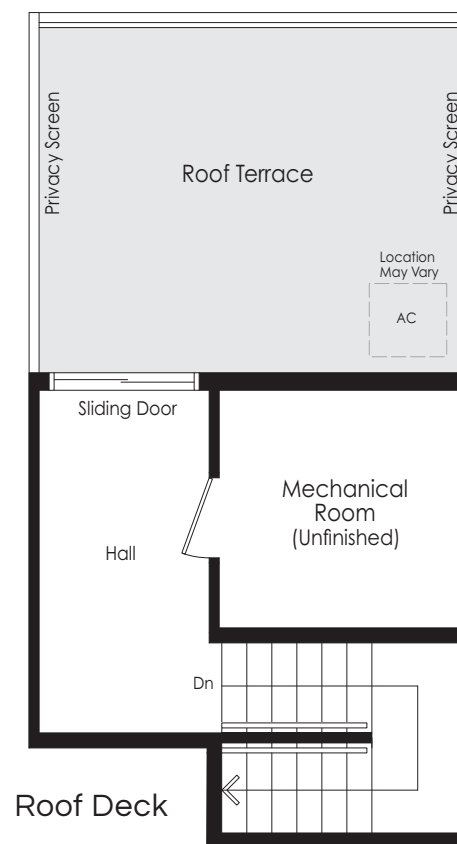 Privacy Screen
Roof Terrace
Privacy Screen
Location
May Vary
AC
Sliding Door
Mechanical
Room
(Unfinished)
Hall
Dn
Roof Deck